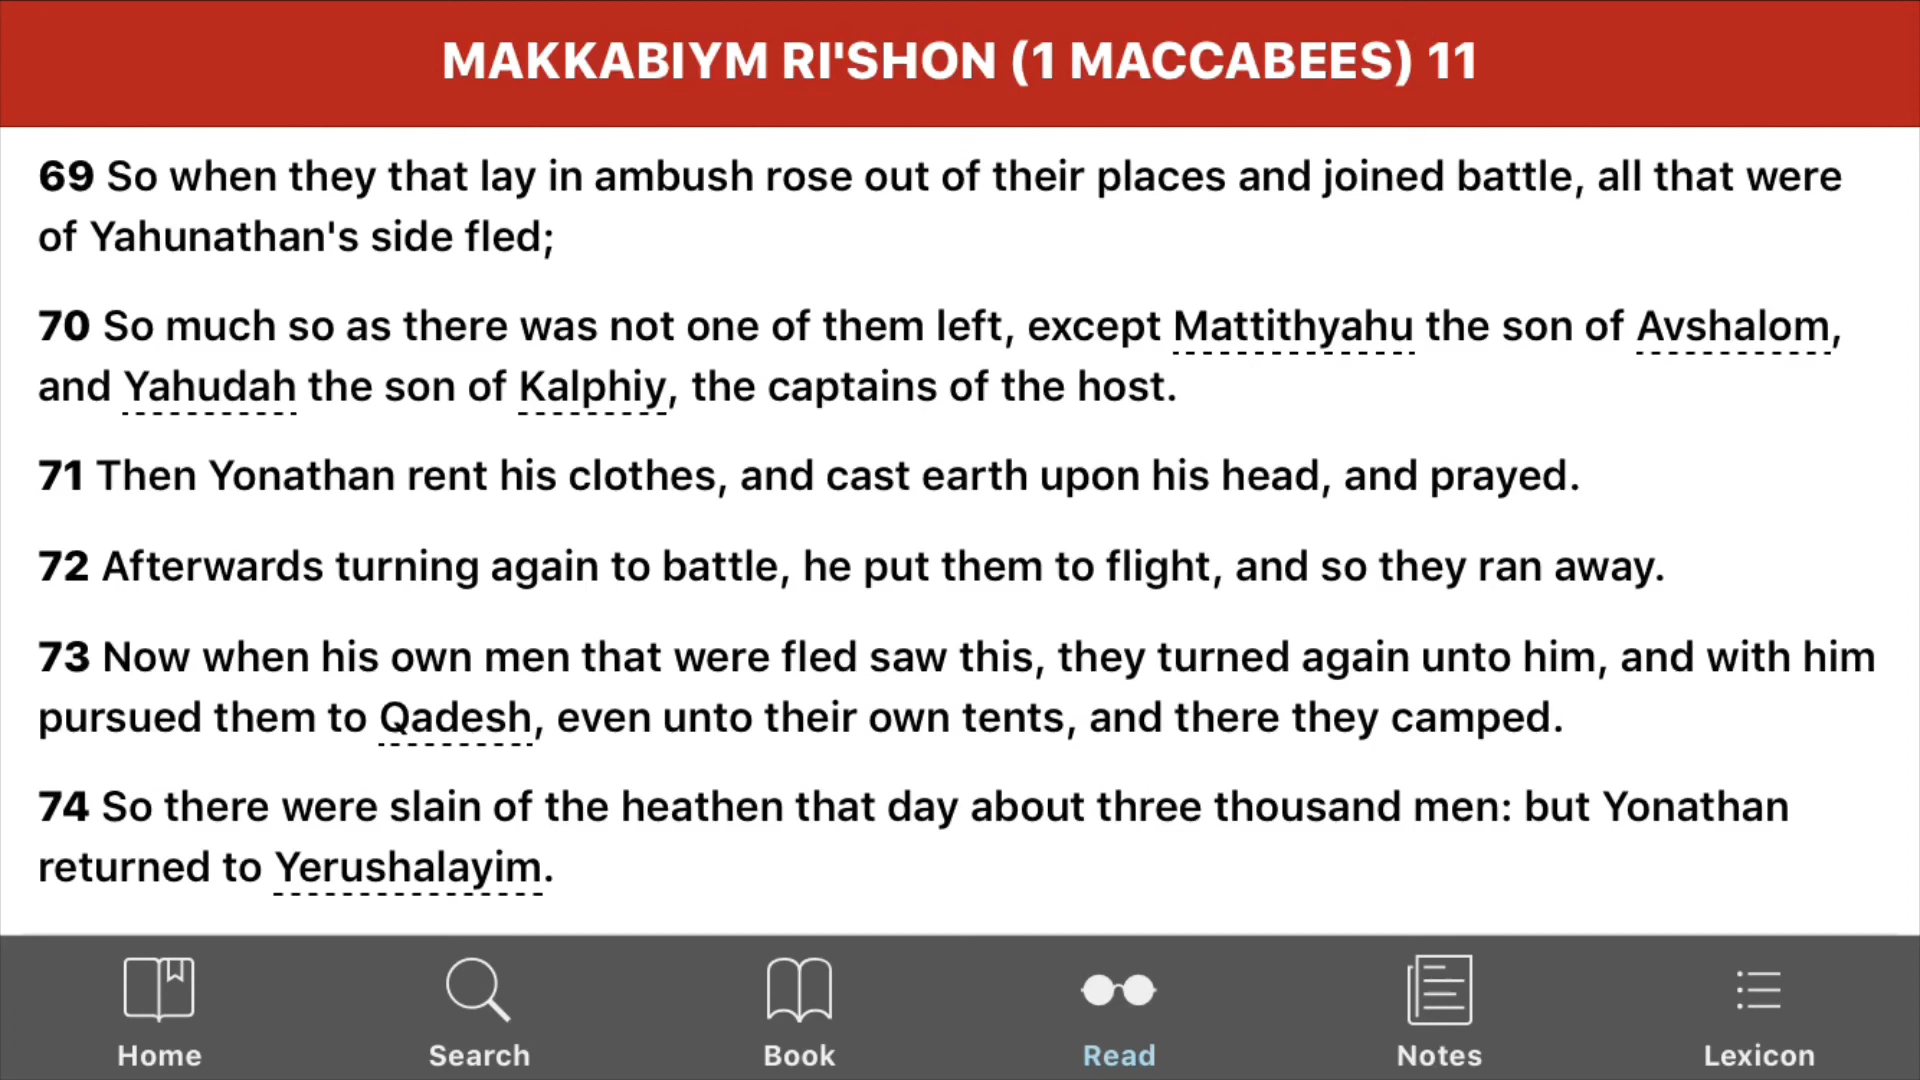 MAKKABIYM RI'SHON (1 MACCABEES) 11
69 So when they that lay in ambush rose out of their places and joined battle, all that were
of Yahunathan's side fled;
70 So much so as there was not one of them left, except Mattithyahu the son of Avshalom,
and Yahudah the son of Kalphiy, the captains of the host.
71 Then Yonathan rent his clothes, and cast earth upon his head, and prayed.
72 Afterwards turning again to battle, he put them to flight, and so they ran away.
73 Now when his own men that were fled saw this, they turned again unto him, and with him
pursued them to Qadesh, even unto their own tents, and there they camped.
74 So there were slain of the heathen that day about three thousand men: but Yonathan
returned to Yerushalayim.
Home Search Book Read Notes Lexicon